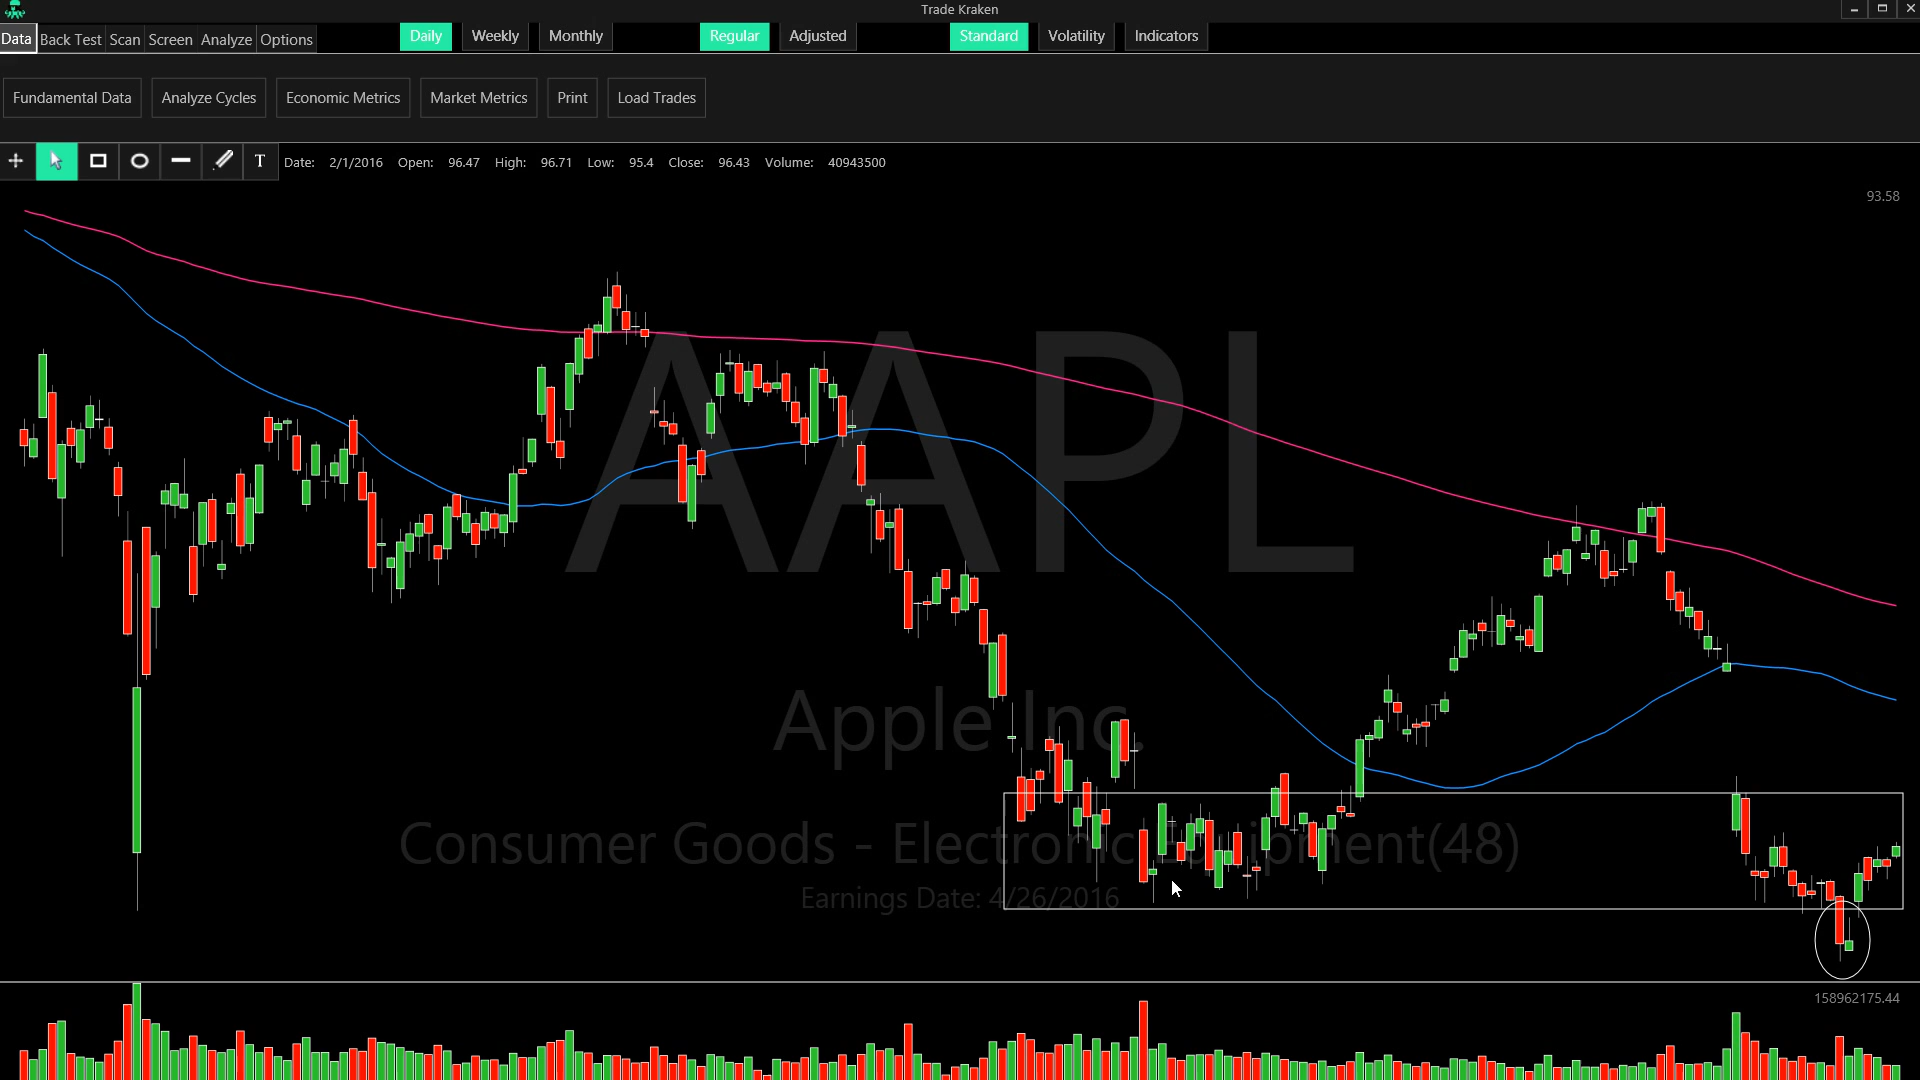 Trade Kraken
Data Back Test Scan Screen Analyze Options Daily Weekly Monthly Regular Adjusted Standard Volatility Indicators
Fundamental Data Analyze Cycles Economic Metrics Market Metrics Print Load Trades
T Date: 2/1/2016 Open: 96.47 High: 96.71 Low: 95.4 Close: 96.43 Volume: 40943500
93.58
AAPL
Apple Inc.
Consumer Goods - Electronic Equipment(48)
Earnings Date: 4/26/2016
158962175.44